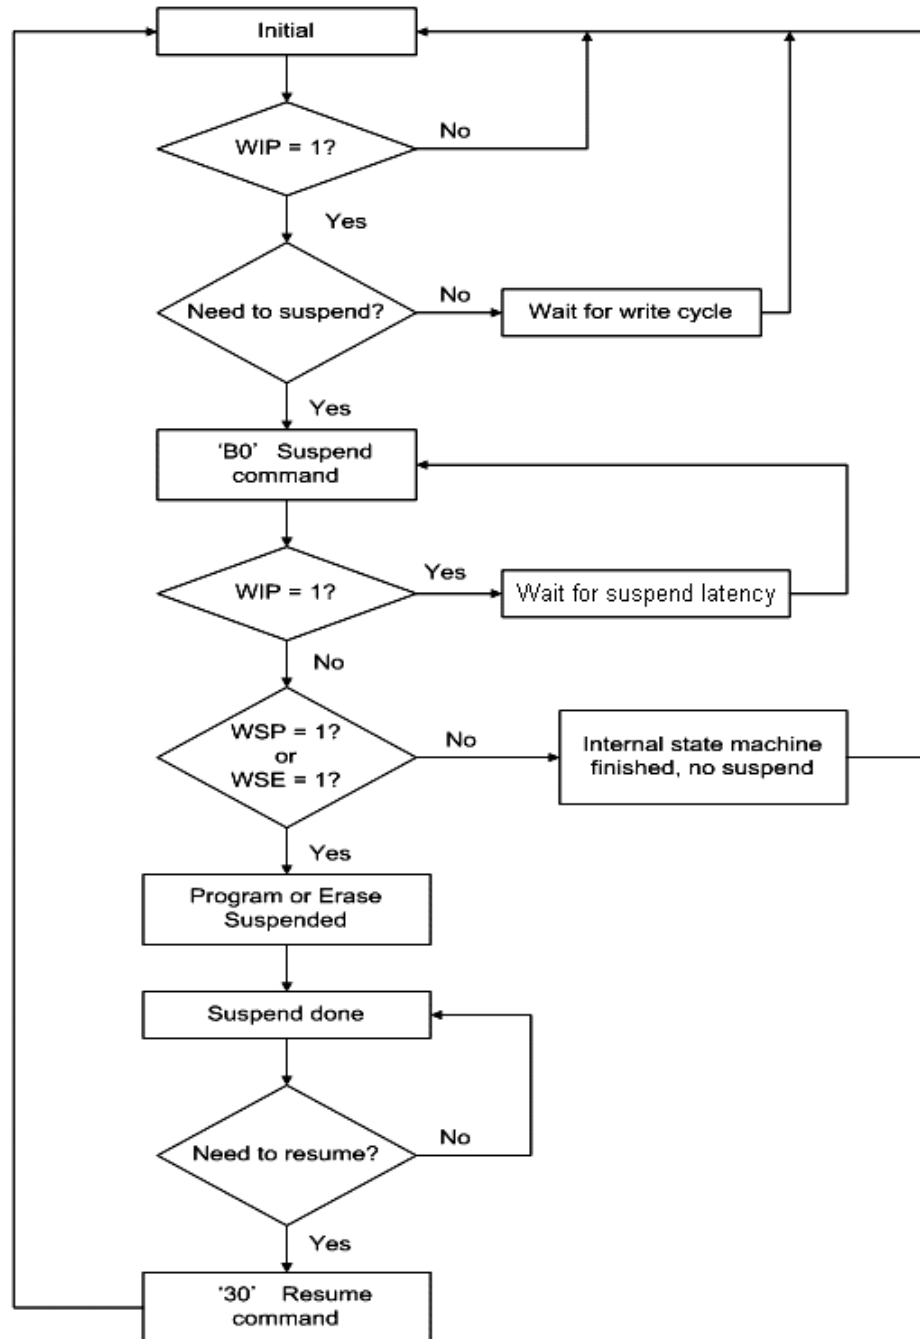 Initial
WIP = 1?
No
Yes
Need to suspend?
No
Wait for write cycle
Yes
‘B0’ Suspend
command
WIP = 1?
Yes
Wait for suspend latency
No
WSP = 1?
or
WSE = 1?
No
Internal state machine
finished, no suspend
Yes
Program or Erase
Suspended
Suspend done
Need to resume?
No
Yes
‘30’ Resume
command